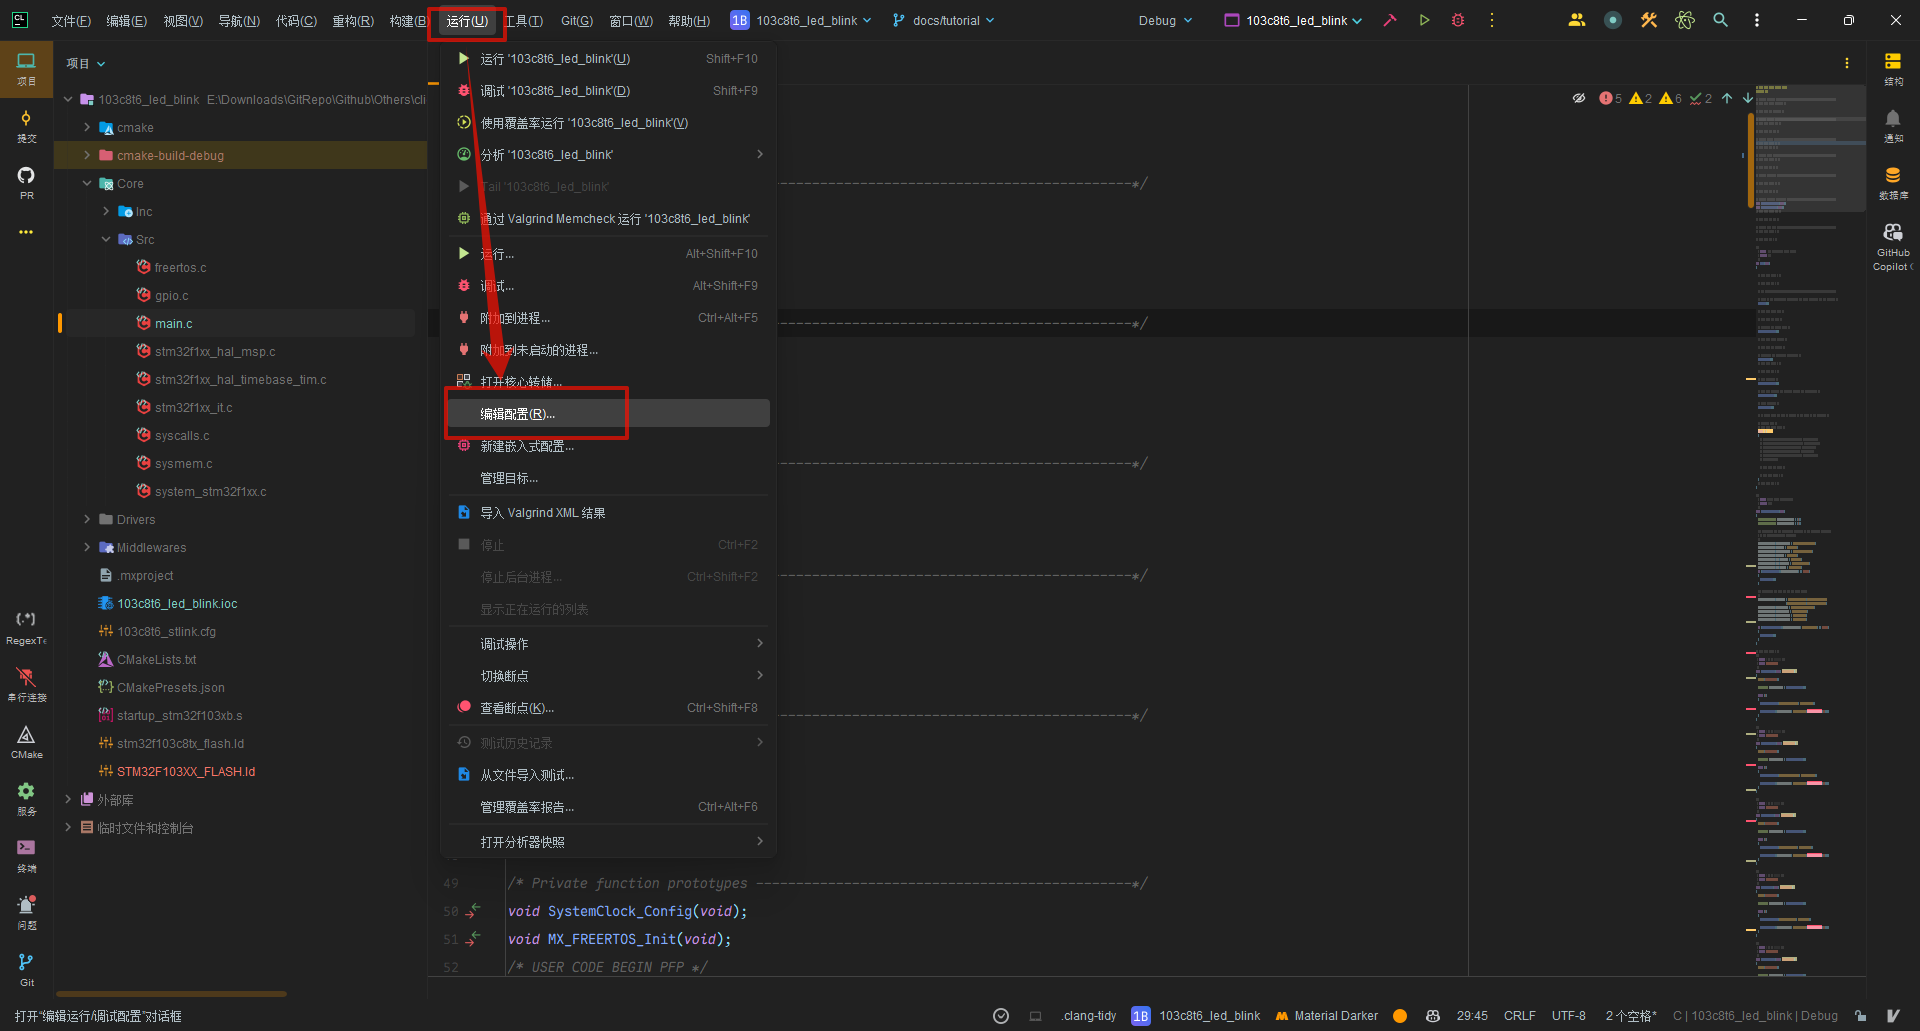 CL 文件(F) 编辑(E) 视图(V) 导航(N) 代码(C) 重构(R) 构建(B) 运行(U) 工具(T) Git(G) 窗口(W) 帮助(H) 1B 103c8t6_led_blink docs/tutorial Debug 103c8t6_led_blink
项目
提交
PR
RegexTe
串行连接
CMake
服务
终端
问题
Git
项目
103c8t6_led_blink E:\Downloads\GitRepo\Github\Others\cli
cmake
cmake-build-debug
Core
Inc
Src
freertos.c
gpio.c
main.c
stm32f1xx_hal_msp.c
stm32f1xx_hal_timebase_tim.c
stm32f1xx_it.c
syscalls.c
sysmem.c
system_stm32f1xx.c
Drivers
Middlewares
.mxproject
103c8t6_led_blink.ioc
103c8t6_stlink.cfg
CMakeLists.txt
CMakePresets.json
startup_stm32f103xb.s
stm32f103c8tx_flash.ld
STM32F103XX_FLASH.ld
外部库
临时文件和控制台
运行 '103c8t6_led_blink'(U) Shift+F10
调试 '103c8t6_led_blink'(D) Shift+F9
使用覆盖率运行 '103c8t6_led_blink'(V)
分析 '103c8t6_led_blink'
Tail '103c8t6_led_blink'
通过 Valgrind Memcheck 运行 '103c8t6_led_blink'
运行... Alt+Shift+F10
调试... Alt+Shift+F9
附加到进程... Ctrl+Alt+F5
附加到未启动的进程...
打开核心转储...
编辑配置(R)...
新建嵌入式配置...
管理目标...
导入 Valgrind XML 结果
停止 Ctrl+F2
停止后台进程... Ctrl+Shift+F2
显示正在运行的列表
调试操作
切换断点
查看断点(K)... Ctrl+Shift+F8
测试历史记录
从文件导入测试...
管理覆盖率报告... Ctrl+Alt+F6
打开分析器快照
5 2 6 2
*/
*/
*/
*/
*/
49 /* Private function prototypes -----------------------------------------------*/
50 void SystemClock_Config(void);
51 void MX_FREERTOS_Init(void);
52 /* USER CODE BEGIN PFP */
结构
通知
数据库
GitHub
Copilot
打开“编辑运行/调试配置”对话框 .clang-tidy 1B 103c8t6_led_blink Material Darker 29:45 CRLF UTF-8 2 个空格* C | 103c8t6_led_blink | Debug